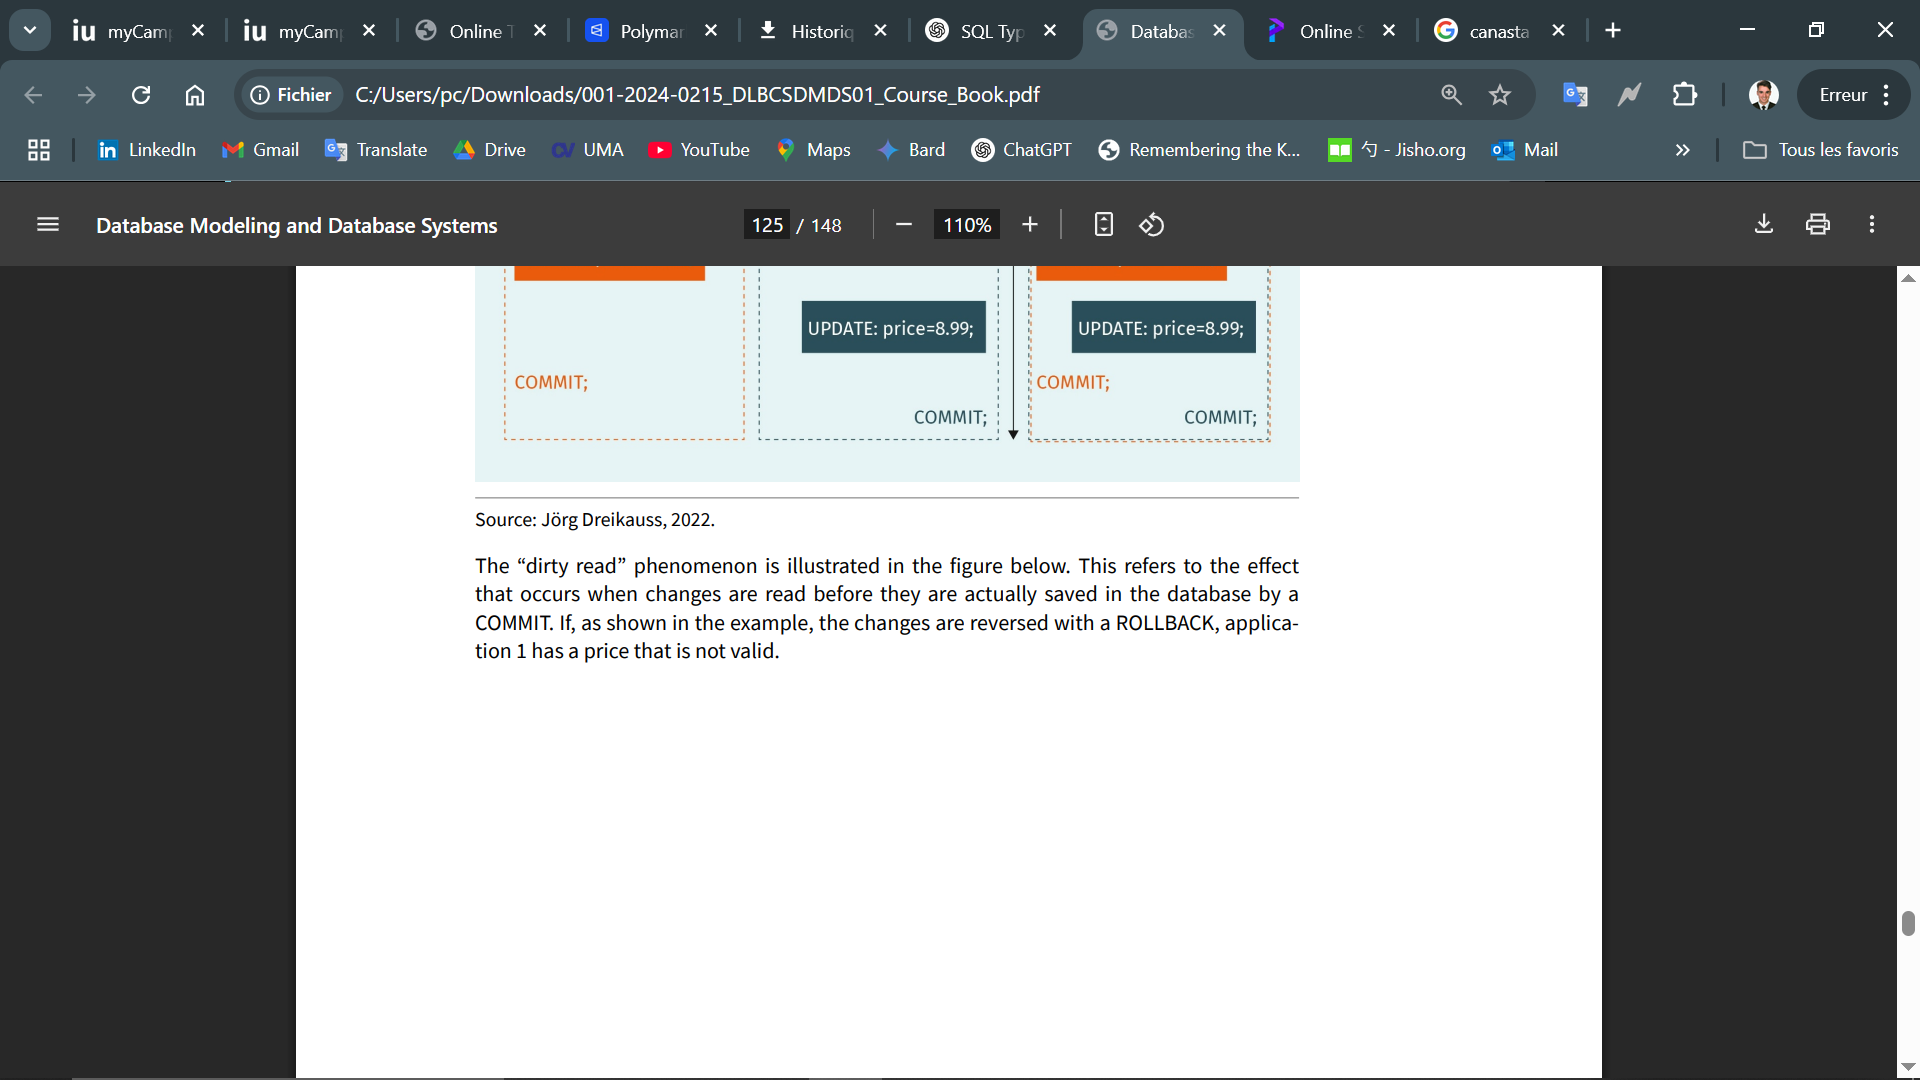 myCam
myCam
Online T
Polymar
Historiq
SQL Typ
Databas
Online S
canasta
Fichier
C:/Users/pc/Downloads/001-2024-0215_DLBCSDMDS01_Course_Book.pdf
Erreur
LinkedIn
Gmail
Translate
Drive
UMA
YouTube
Maps
Bard
ChatGPT
Remembering the K...
勺 - Jisho.org
Mail
Tous les favoris
Database Modeling and Database Systems
125 / 148
110%
UPDATE: price=8.99;
UPDATE: price=8.99;
COMMIT;
COMMIT;
COMMIT;
COMMIT;
Source: Jörg Dreikauss, 2022.
The “dirty read” phenomenon is illustrated in the figure below. This refers to the effect
that occurs when changes are read before they are actually saved in the database by a
COMMIT. If, as shown in the example, the changes are reversed with a ROLLBACK, applica-
tion 1 has a price that is not valid.